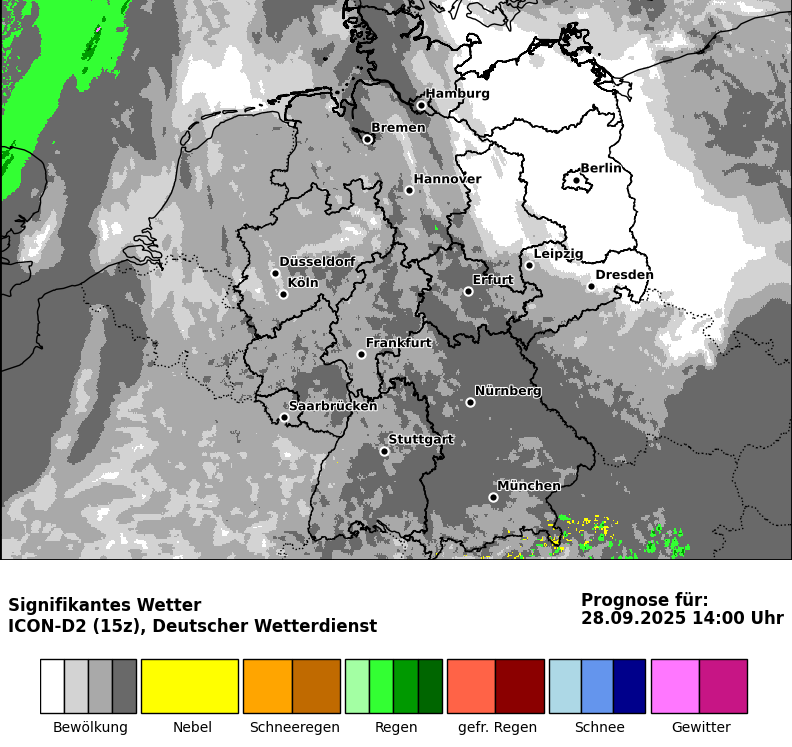 Hamburg
Bremen
Berlin
Hannover
Leipzig
Düsseldorf
Dresden
Köln
Erfurt
Frankfurt
Nürnberg
Saarbrücken
Stuttgart
München
Signifikantes Wetter
ICON-D2 (15z), Deutscher Wetterdienst
Prognose für:
28.09.2025 14:00 Uhr
Bewölkung
Nebel
Schneeregen
Regen
gefr. Regen
Schnee
Gewitter